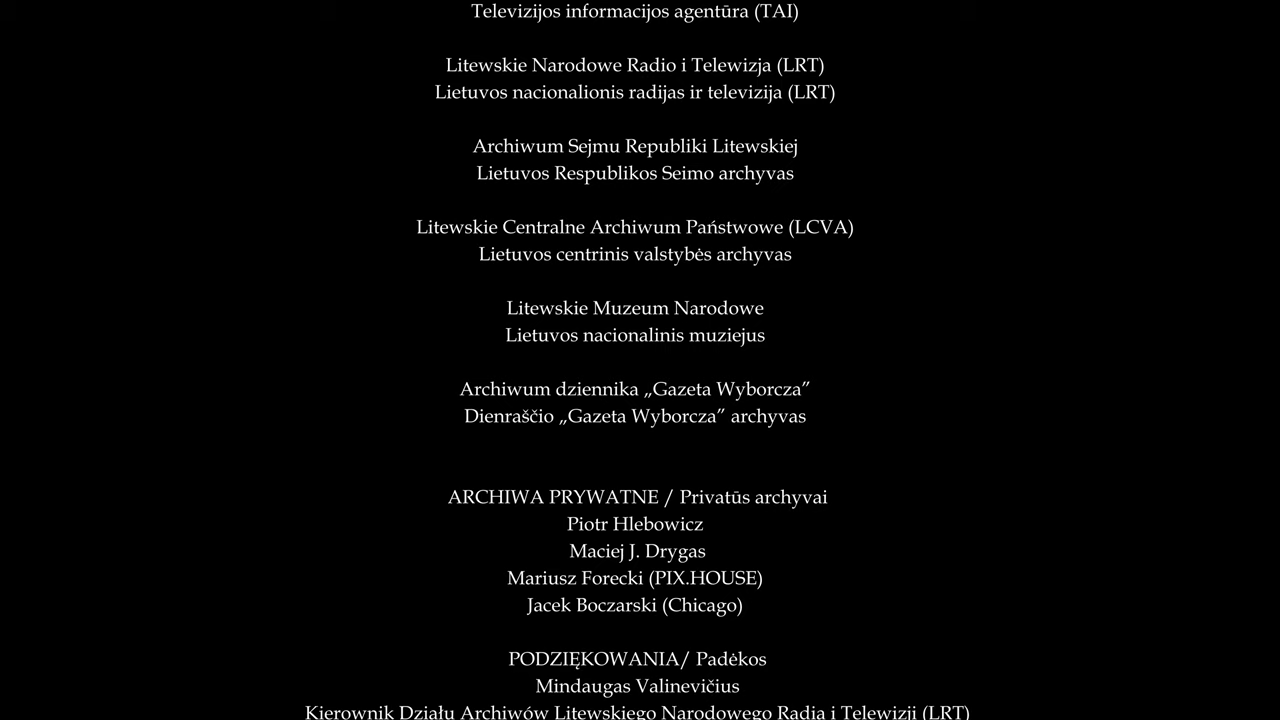 Televizijos informacijos agentūra (TAI)
Litewskie Narodowe Radio i Telewizja (LRT)
Lietuvos nacionalionis radijas ir televizija (LRT)
Archiwum Sejmu Republiki Litewskiej
Lietuvos Respublikos Seimo archyvas
Litewskie Centralne Archiwum Państwowe (LCVA)
Lietuvos centrinis valstybės archyvas
Litewskie Muzeum Narodowe
Lietuvos nacionalinis muziejus
Archiwum dziennika „Gazeta Wyborcza”
Dienraščio „Gazeta Wyborcza” archyvas
ARCHIWA PRYWATNE / Privatūs archyvai
Piotr Hlebowicz
Maciej J. Drygas
Mariusz Forecki (PIX.HOUSE)
Jacek Boczarski (Chicago)
PODZIĘKOWANIA/ Padėkos
Mindaugas Valinevičius
Kierownik Działu Archiwów Litewskiego Narodowego Radia i Telewizji (LRT)